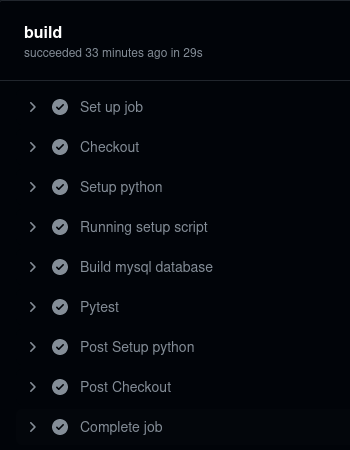 build
succeeded 33 minutes ago in 29s
Set up job
Checkout
Setup python
Running setup script
Build mysql database
Pytest
Post Setup python
Post Checkout
Complete job